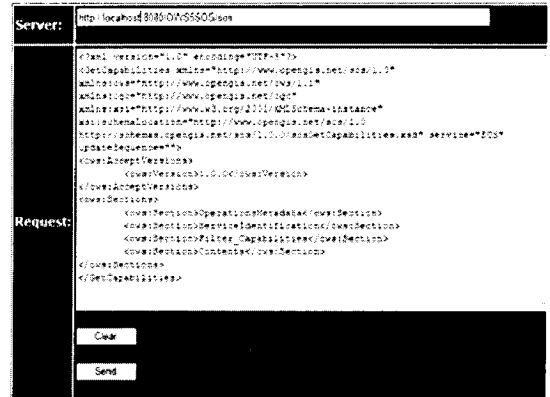 Server:
http://localhost:8080/OWS5SOS/sos
Request:
<?xml version="1.0" encoding="UTF-8"?>
<GetCapabilities xmlns="http://www.opengis.net/sos/1.0"
xmlns:ows="http://www.opengis.net/ows/1.1"
xmlns:ogc="http://www.opengis.net/ogc"
xmlns:xsi="http://www.w3.org/2001/XMLSchema-instance"
xsi:schemaLocation="http://www.opengis.net/sos/1.0
http://schemas.opengis.net/sos/1.0.0/sosGetCapabilities.xsd" service="SOS"
updateSequence="">
<ows:AcceptVersions>
<ows:Version>1.0.0</ows:Version>
</ows:AcceptVersions>
<ows:Sections>
<ows:Section>OperationsMetadata</ows:Section>
<ows:Section>ServiceIdentification</ows:Section>
<ows:Section>Filter_Capabilities</ows:Section>
<ows:Section>Contents</ows:Section>
</ows:Sections>
</GetCapabilities>
Clear
Send